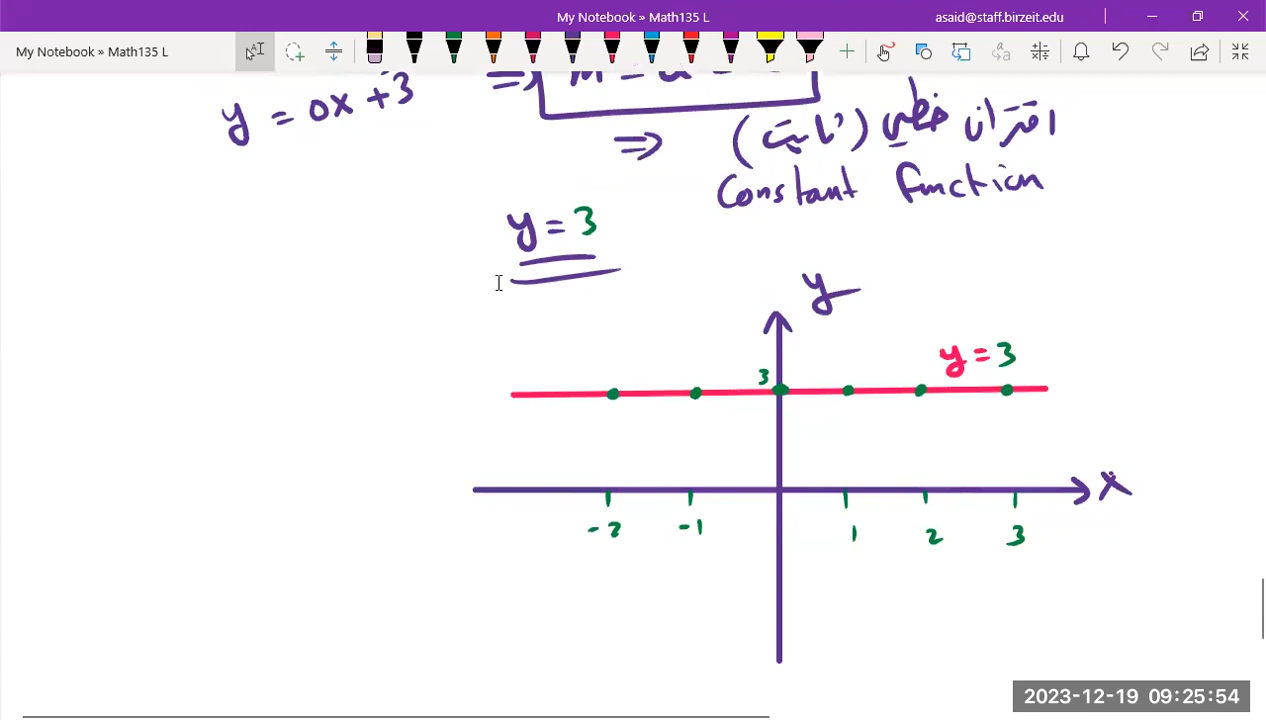 My Notebook » Math135 L
asaid@staff.birzeit.edu
My Notebook » Math135 L
y = 0x + 3 ⇒
⇒ اقتران خطي (ثابت)
Constant function
y = 3
y
y = 3
3
x
-2 -1 1 2 3
2023-12-19 09:25:54